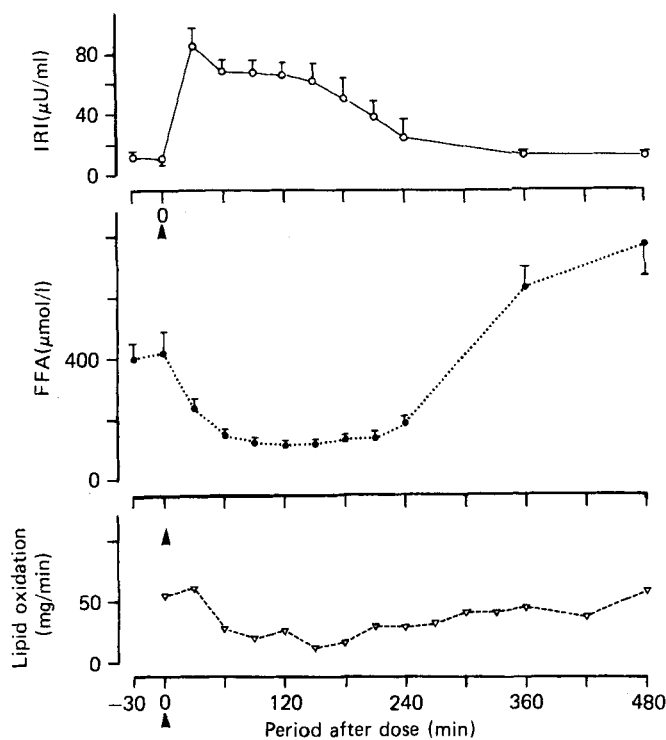 IRI(μU/ml)
80
40
0
0
FFA(μmol/l)
400
0
Lipid oxidation
(mg/min)
50
0
−30 0 120 240 360 480
Period after dose (min)